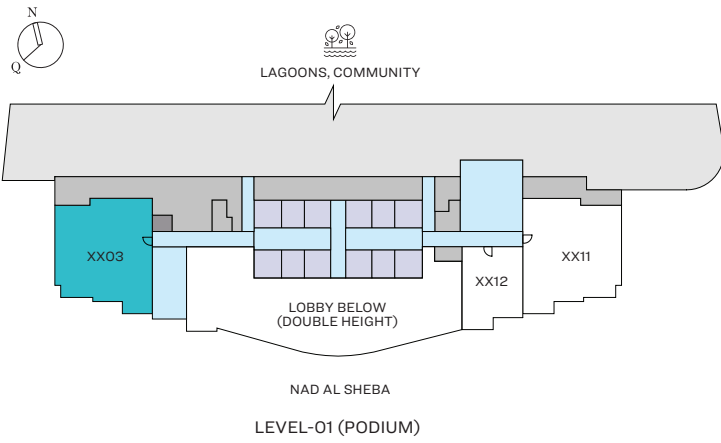 N
Q
LAGOONS, COMMUNITY
XX03
XX11
XX12
LOBBY BELOW
(DOUBLE HEIGHT)
NAD AL SHEBA
LEVEL-01 (PODIUM)